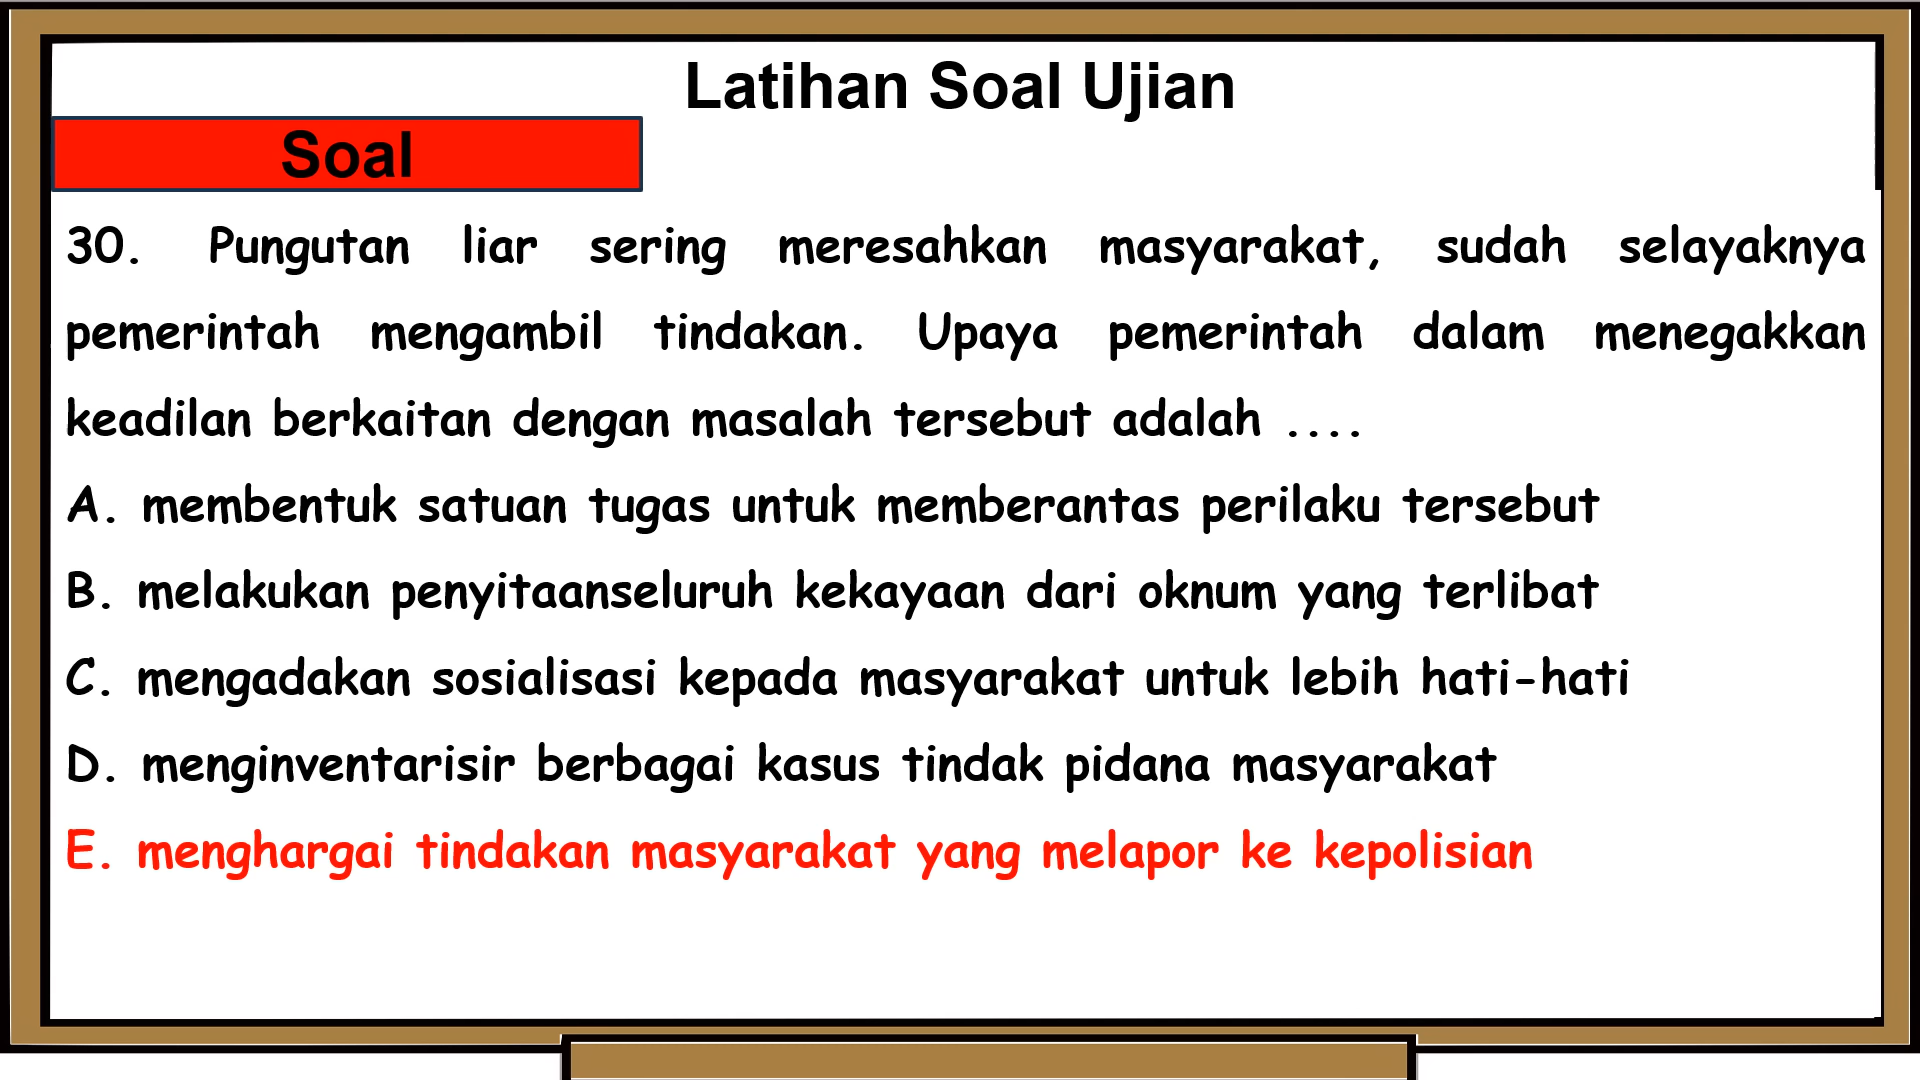 Latihan Soal Ujian
Soal
30. Pungutan liar sering meresahkan masyarakat, sudah selayaknya
pemerintah mengambil tindakan. Upaya pemerintah dalam menegakkan
keadilan berkaitan dengan masalah tersebut adalah ....
A. membentuk satuan tugas untuk memberantas perilaku tersebut
B. melakukan penyitaanseluruh kekayaan dari oknum yang terlibat
C. mengadakan sosialisasi kepada masyarakat untuk lebih hati-hati
D. menginventarisir berbagai kasus tindak pidana masyarakat
E. menghargai tindakan masyarakat yang melapor ke kepolisian